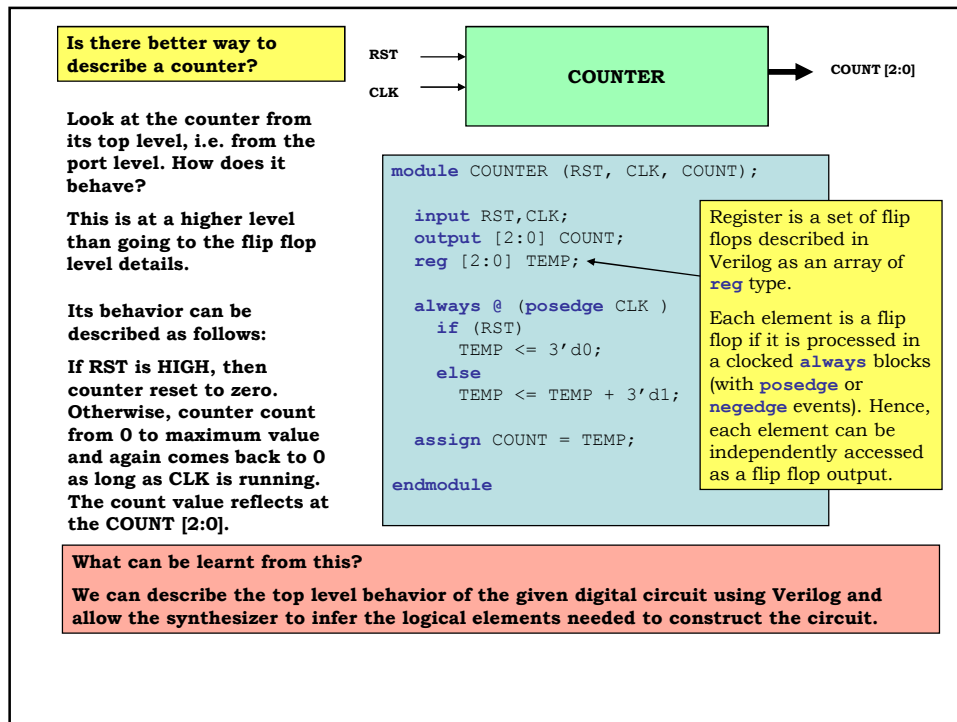 Is there better way to
describe a counter?
RST
CLK
COUNTER
COUNT [2:0]
Look at the counter from
its top level, i.e. from the
port level. How does it
behave?
This is at a higher level
than going to the flip flop
level details.
Its behavior can be
described as follows:
If RST is HIGH, then
counter reset to zero.
Otherwise, counter count
from 0 to maximum value
and again comes back to 0
as long as CLK is running.
The count value reflects at
the COUNT [2:0].
module COUNTER (RST, CLK, COUNT);
input RST,CLK;
output [2:0] COUNT;
reg [2:0] TEMP;
always @ (posedge CLK )
if (RST)
TEMP <= 3’d0;
else
TEMP <= TEMP + 3’d1;
assign COUNT = TEMP;
endmodule
Register is a set of flip
flops described in
Verilog as an array of
reg type.
Each element is a flip
flop if it is processed in
a clocked always blocks
(with posedge or
negedge events). Hence,
each element can be
independently accessed
as a flip flop output.
What can be learnt from this?
We can describe the top level behavior of the given digital circuit using Verilog and
allow the synthesizer to infer the logical elements needed to construct the circuit.